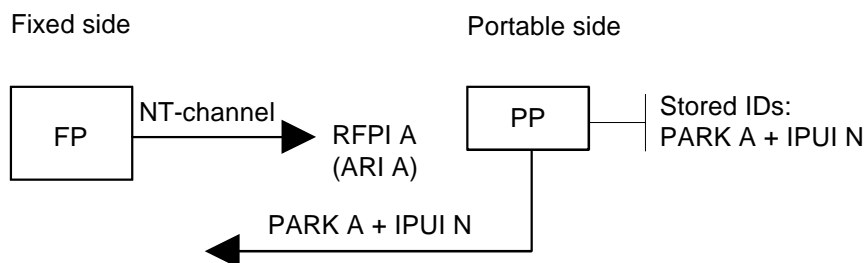 Fixed side
Portable side
FP
NT-channel
RFPI A
(ARI A)
PP
Stored IDs:
PARK A + IPUI N
PARK A + IPUI N